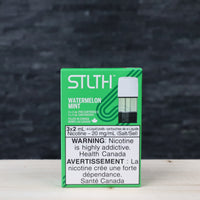 STLTH
WATERMELON
MINT
3x2 mL
Nicotine – 20 mg/mL (Salt/Sel)
WARNING:
Nicotine is
highly addictive.
Health Canada
AVERTISSEMENT :
La nicotine crée une
forte dépendance.
Santé Canada